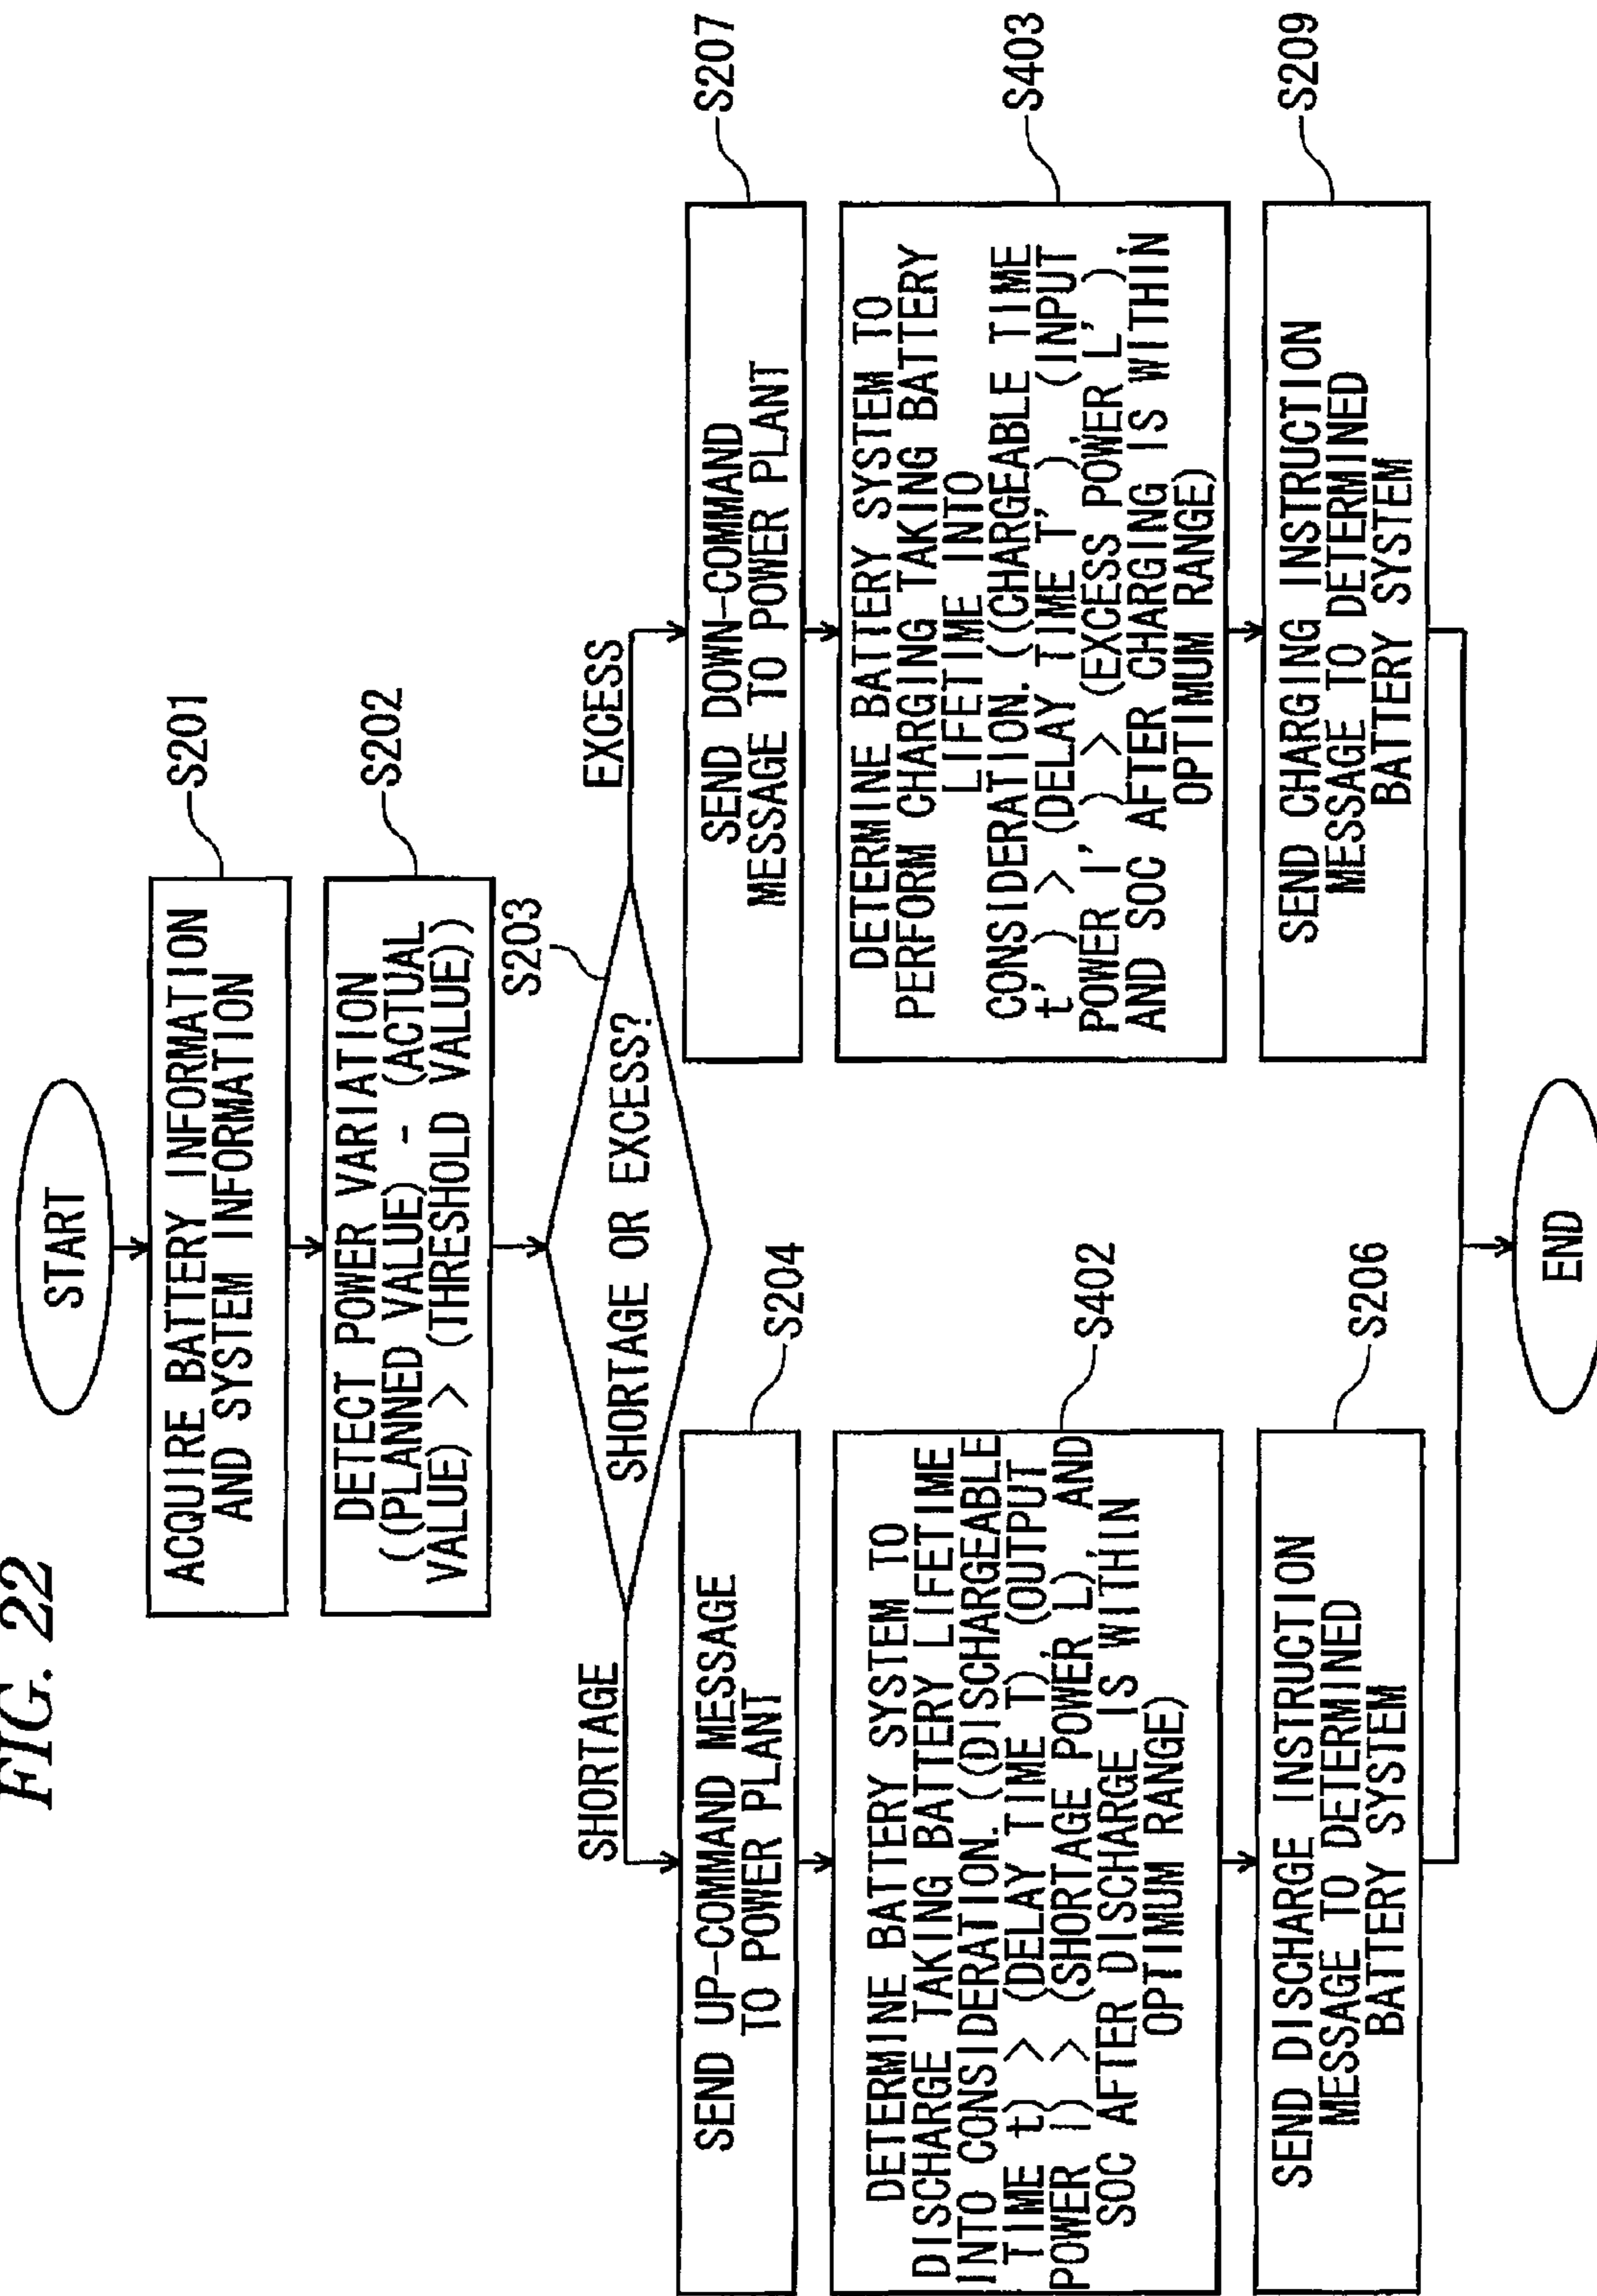 FIG. 22
START
ACQUIRE BATTERY INFORMATION
AND SYSTEM INFORMATION
S201
DETECT POWER VARIATION
((PLANNED VALUE) - (ACTUAL
VALUE) > (THRESHOLD VALUE))
S202
SHORTAGE OR EXCESS?
S203
SHORTAGE
SEND UP-COMMAND MESSAGE
TO POWER PLANT
S204
DETERMINE BATTERY SYSTEM TO
DISCHARGE TAKING BATTERY LIFETIME
INTO CONSIDERATION. ((DISCHARGEABLE
TIME t) > (DELAY TIME T), (OUTPUT
POWER l) > (SHORTAGE POWER L), AND
SOC AFTER DISCHARGE IS WITHIN
OPTIMUM RANGE)
S402
SEND DISCHARGE INSTRUCTION
MESSAGE TO DETERMINED
BATTERY SYSTEM
S206
EXCESS
SEND DOWN-COMMAND
MESSAGE TO POWER PLANT
S207
DETERMINE BATTERY SYSTEM TO
PERFORM CHARGING TAKING BATTERY
LIFETIME INTO
CONSIDERATION. ((CHARGEABLE TIME
t') > (DELAY TIME T'), (INPUT
POWER l') > (EXCESS POWER L'),
AND SOC AFTER CHARGING IS WITHIN
OPTIMUM RANGE)
S403
SEND CHARGING INSTRUCTION
MESSAGE TO DETERMINED
BATTERY SYSTEM
S209
END